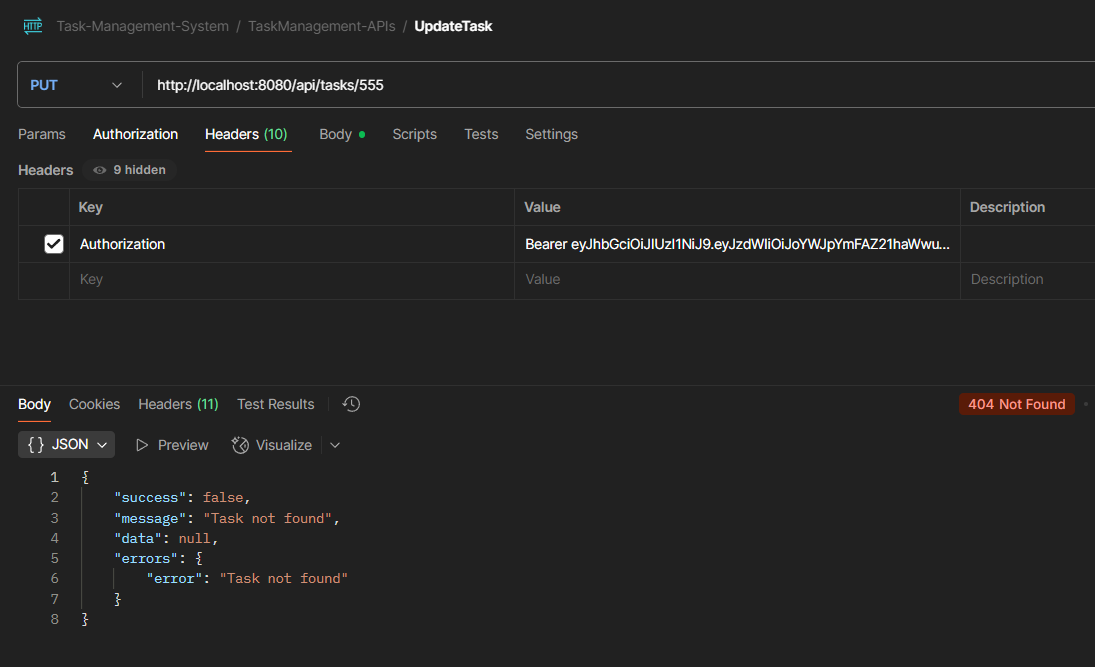 HTTP Task-Management-System / TaskManagement-APIs / UpdateTask
PUT http://localhost:8080/api/tasks/555
Params Authorization Headers (10) Body Scripts Tests Settings
Headers 9 hidden
Key Value Description
Authorization Bearer eyJhbGciOiJIUzI1NiJ9.eyJzdWIiOiJoYWJpYmFAZ21haWwu...
Key Value Description
Body Cookies Headers (11) Test Results 404 Not Found
{ } JSON Preview Visualize
1 {
2 "success": false,
3 "message": "Task not found",
4 "data": null,
5 "errors": {
6 "error": "Task not found"
7 }
8 }